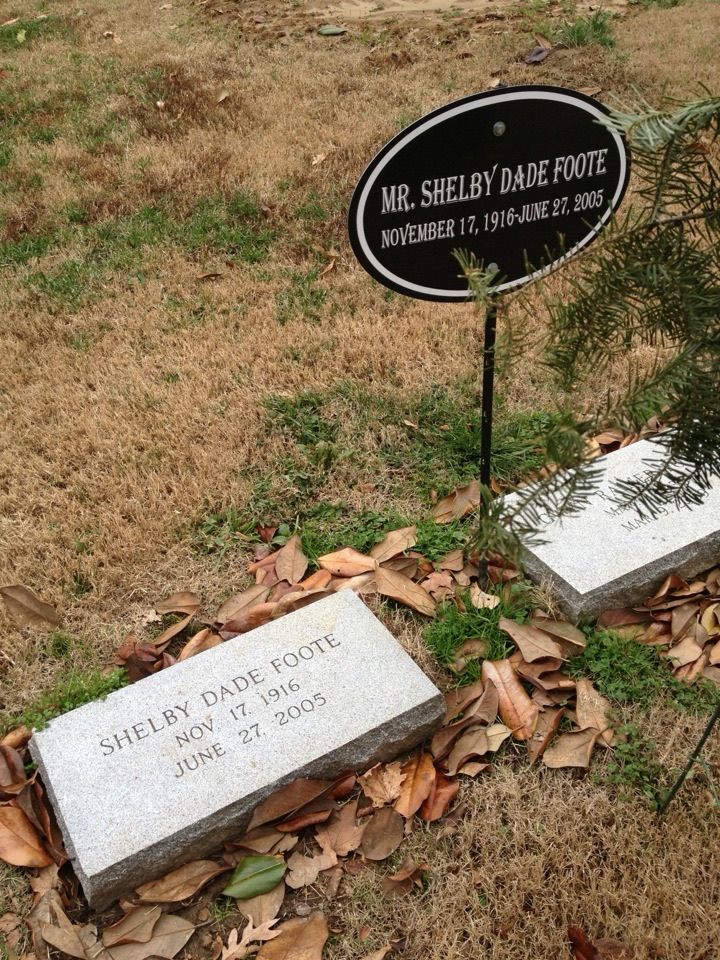 MR. SHELBY DADE FOOTE
NOVEMBER 17, 1916-JUNE 27, 2005
SHELBY DADE FOOTE
NOV 17 1916
JUNE 27, 2005